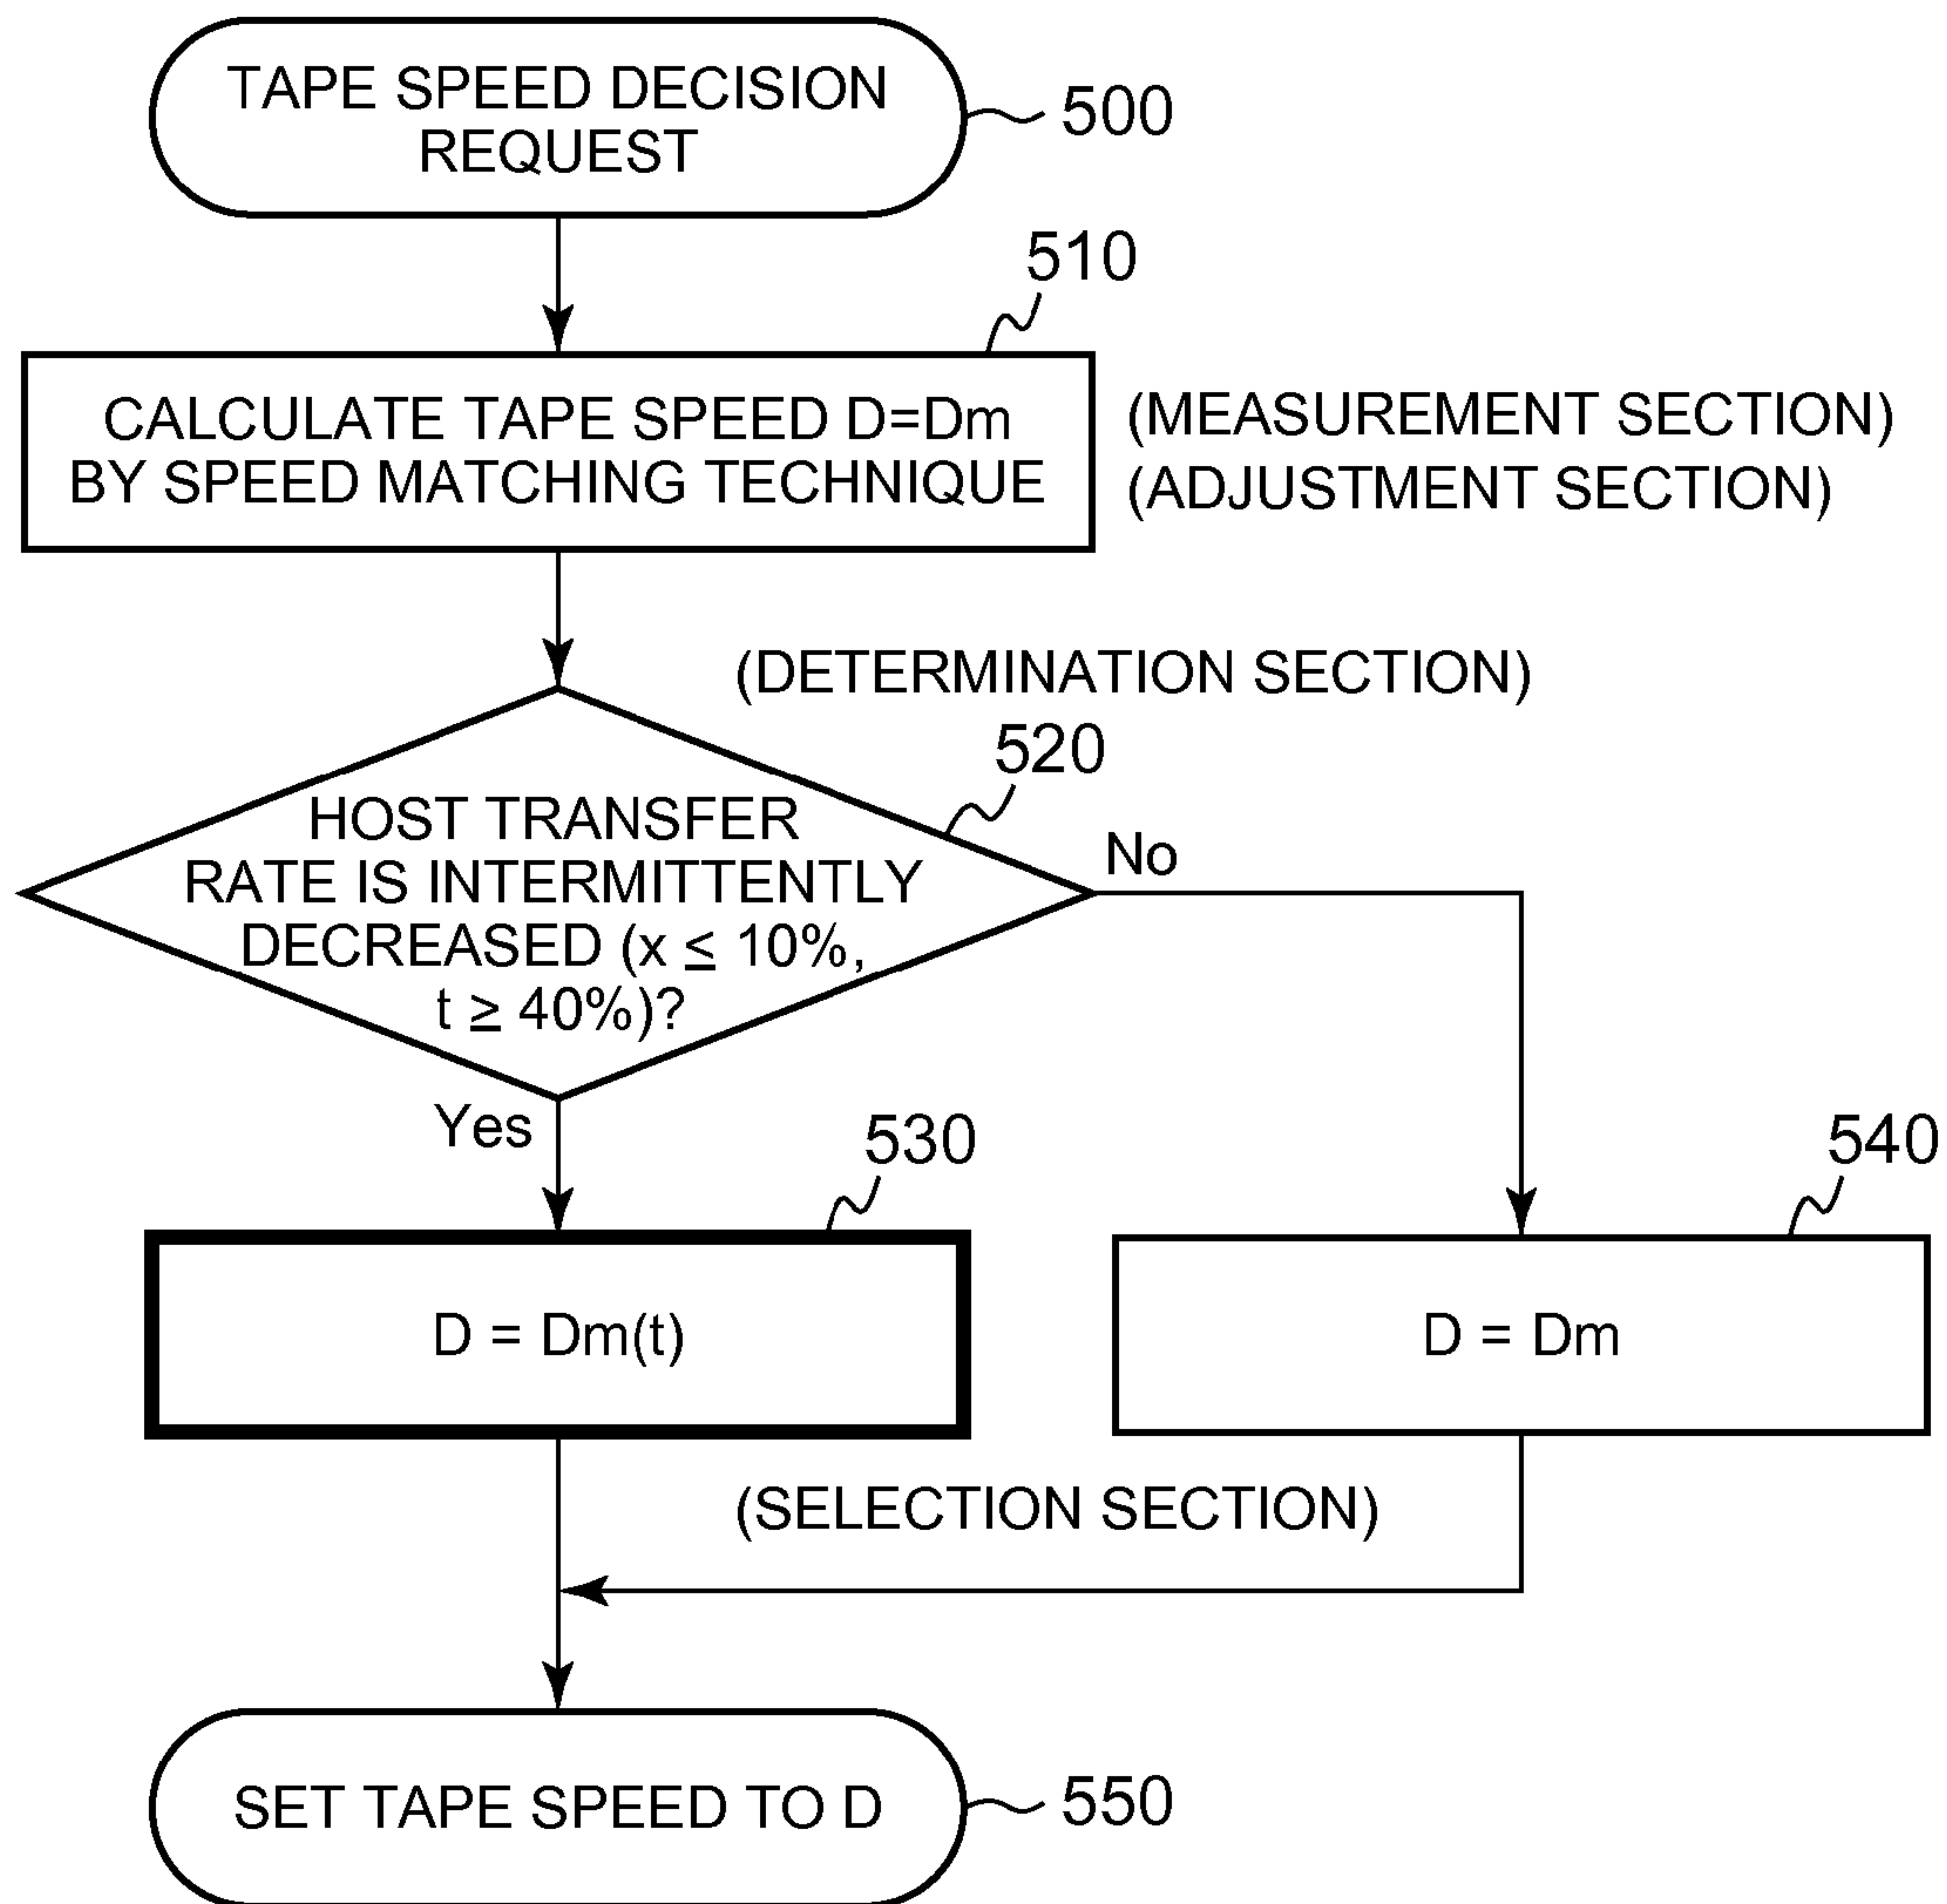 TAPE SPEED DECISION
REQUEST
500
510
CALCULATE TAPE SPEED D=Dm
BY SPEED MATCHING TECHNIQUE
(MEASUREMENT SECTION)
(ADJUSTMENT SECTION)
(DETERMINATION SECTION)
520
HOST TRANSFER
RATE IS INTERMITTENTLY
DECREASED (x ≤ 10%,
t ≥ 40%)?
No
Yes
530
540
D = Dm(t)
D = Dm
(SELECTION SECTION)
SET TAPE SPEED TO D
550